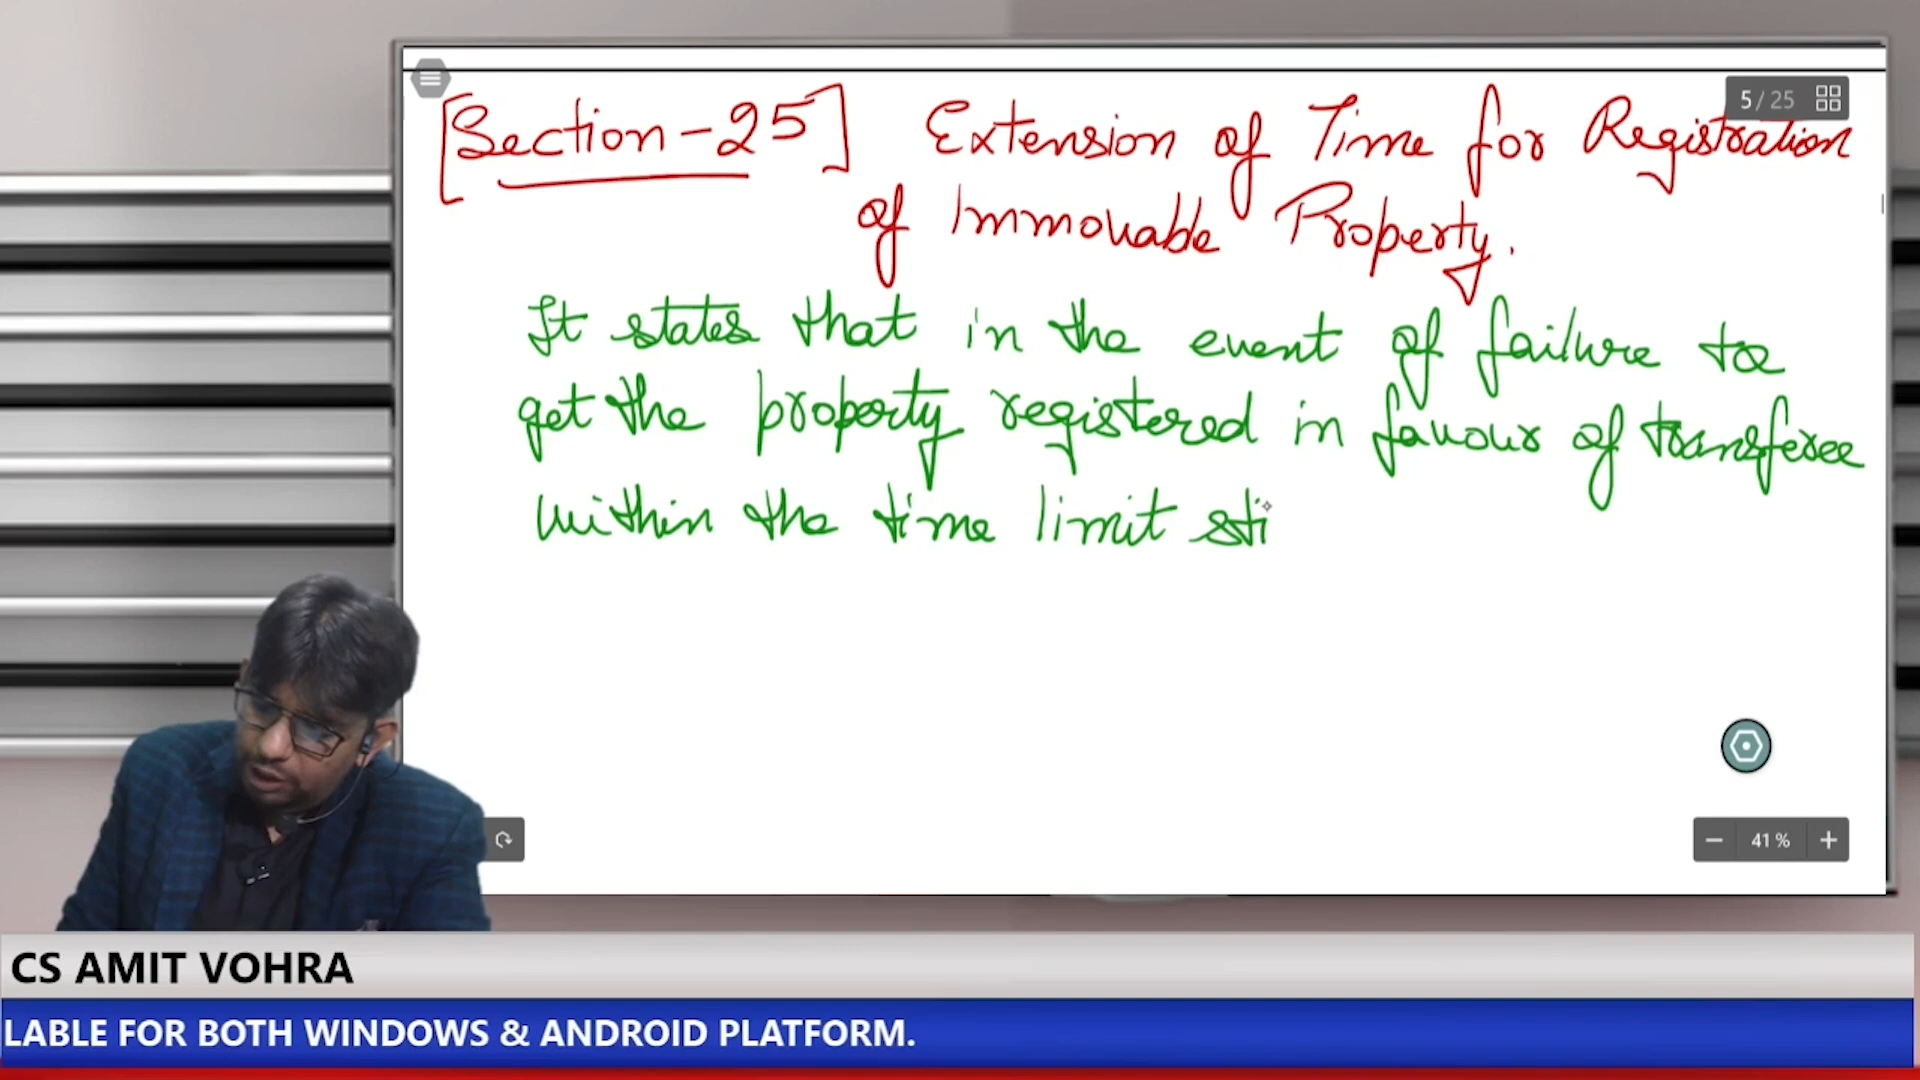 5 / 25
[Section-25] Extension of Time for Registration
of Immovable Property.
It states that in the event of failure to
get the property registered in favour of transferee
within the time limit sti
41 %
CS AMIT VOHRA
LABLE FOR BOTH WINDOWS & ANDROID PLATFORM.